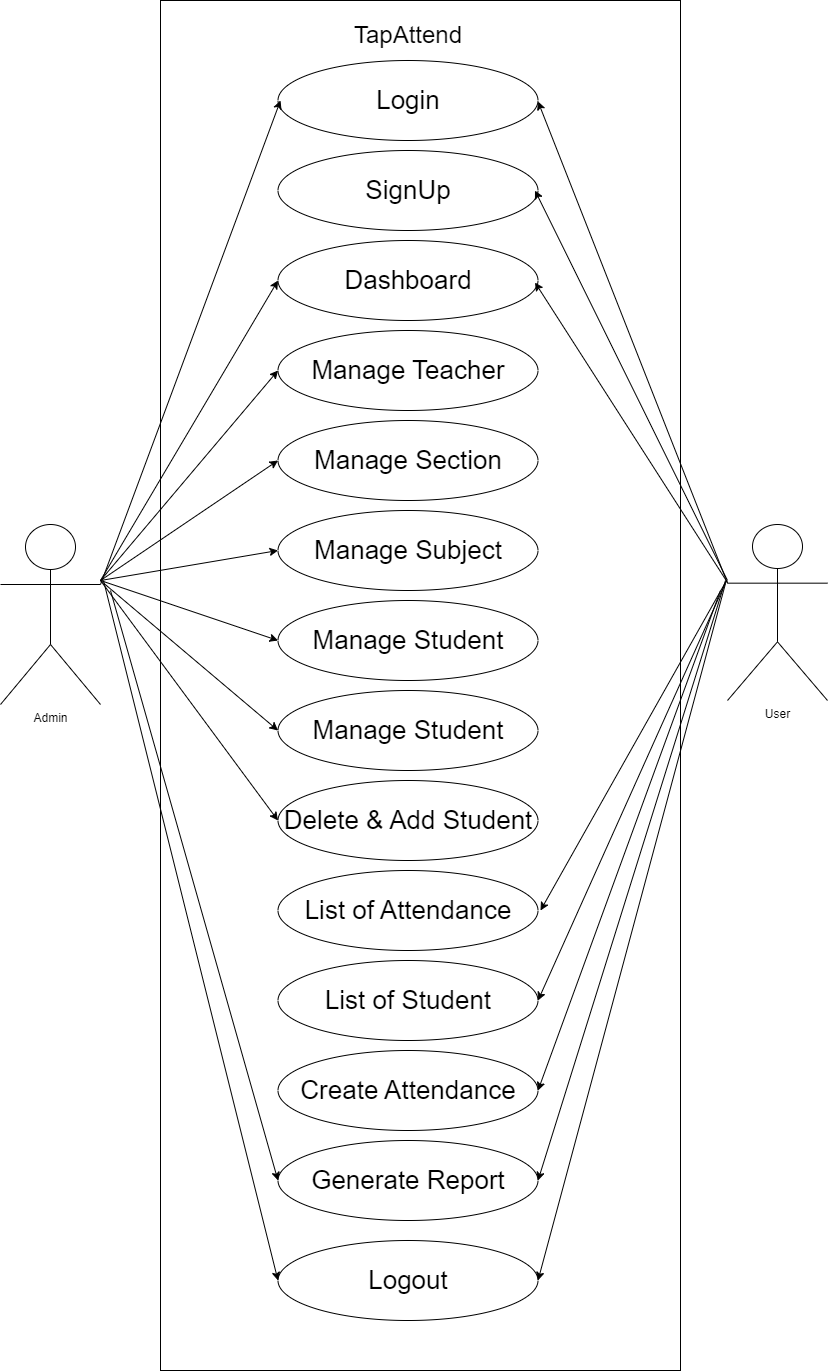 TapAttend
Login
SignUp
Dashboard
Manage Teacher
Manage Section
Manage Subject
Manage Student
Admin
User
Manage Student
Delete & Add Student
List of Attendance
List of Student
Create Attendance
Generate Report
Logout